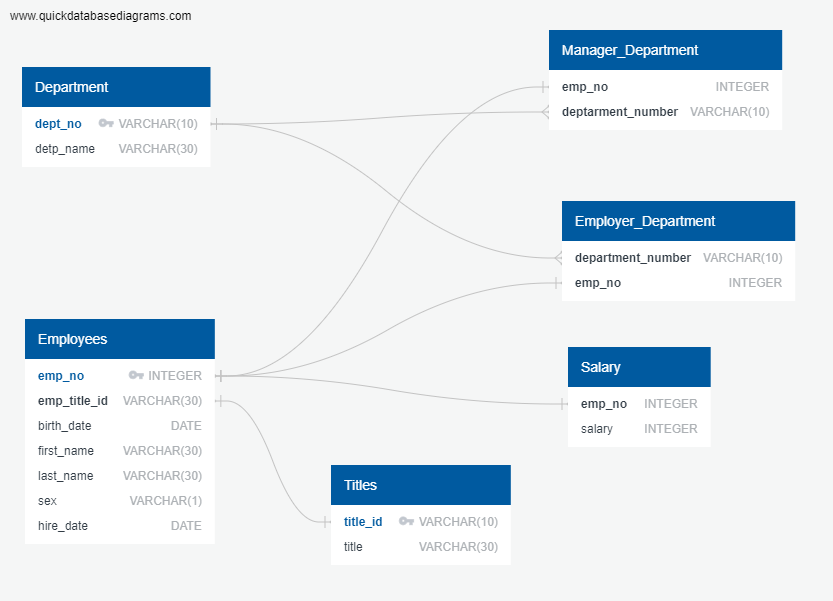 www.quickdatabasediagrams.com
Department
dept_no VARCHAR(10)
detp_name VARCHAR(30)
Manager_Department
emp_no INTEGER
deptarment_number VARCHAR(10)
Employer_Department
department_number VARCHAR(10)
emp_no INTEGER
Employees
emp_no INTEGER
emp_title_id VARCHAR(30)
birth_date DATE
first_name VARCHAR(30)
last_name VARCHAR(30)
sex VARCHAR(1)
hire_date DATE
Salary
emp_no INTEGER
salary INTEGER
Titles
title_id VARCHAR(10)
title VARCHAR(30)